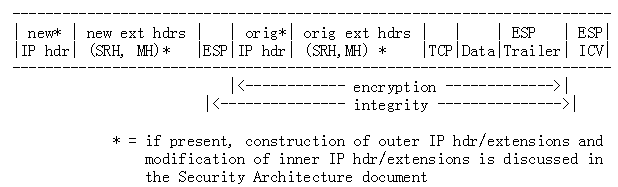 ------------------------------------------------------------
| new* | new ext hdrs | | orig*| orig ext hdrs | | | ESP | ESP|
|IP hdr| (SRH, MH)* |ESP|IP hdr| (SRH,MH) * |TCP|Data|Trailer| ICV|
------------------------------------------------------------
|<------------ encryption ----------->|
|<------------- integrity --------------->|
* = if present, construction of outer IP hdr/extensions and
modification of inner IP hdr/extensions is discussed in
the Security Architecture document